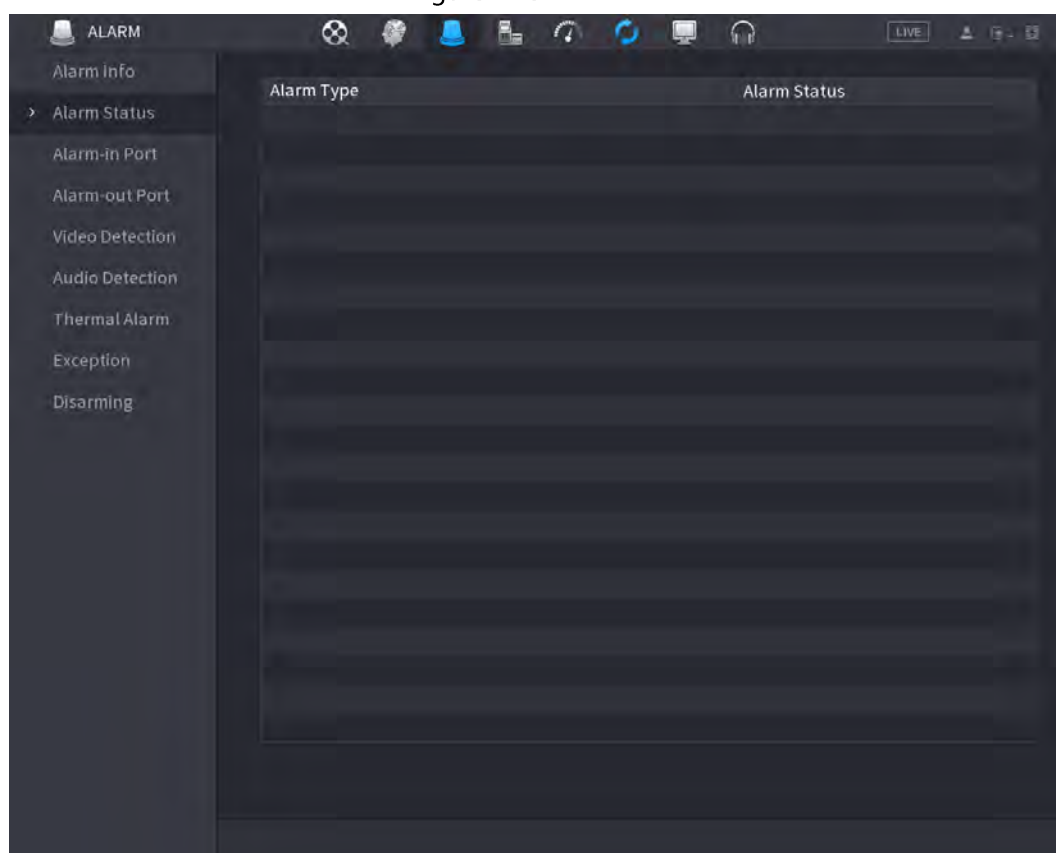 ALARM
LIVE
Alarm Info
Alarm Status
Alarm-in Port
Alarm-out Port
Video Detection
Audio Detection
Thermal Alarm
Exception
Disarming
Alarm Type Alarm Status